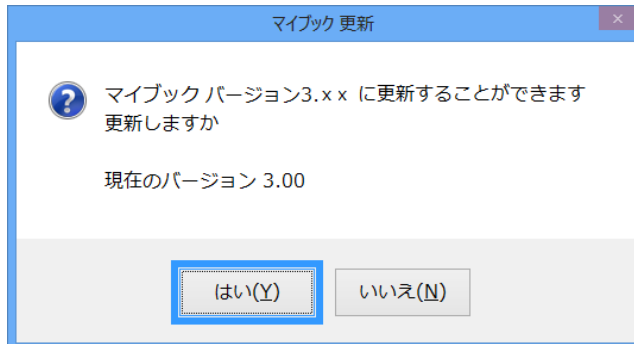 マイブック 更新
マイブック バージョン3.x x に更新することができます
更新しますか
現在のバージョン 3.00
はい(Y)
いいえ(N)